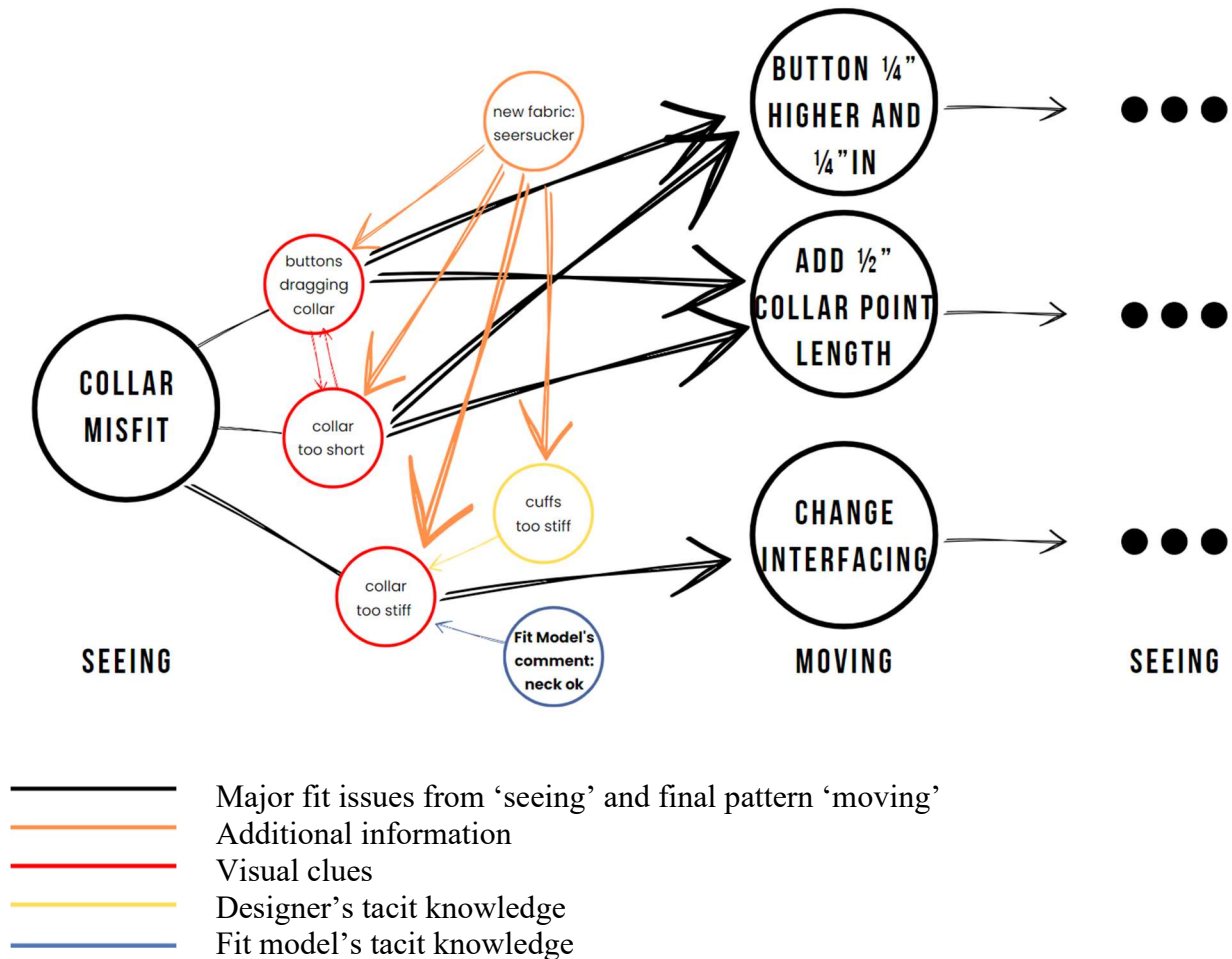 BUTTON ¼”
HIGHER AND
¼”IN
new fabric:
seersucker
buttons
dragging
collar
ADD ½”
COLLAR POINT
LENGTH
COLLAR
MISFIT
collar
too short
cuffs
too stiff
CHANGE
INTERFACING
collar
too stiff
Fit Model's
comment:
neck ok
SEEING
MOVING
SEEING
Major fit issues from ‘seeing’ and final pattern ‘moving’
Additional information
Visual clues
Designer’s tacit knowledge
Fit model’s tacit knowledge